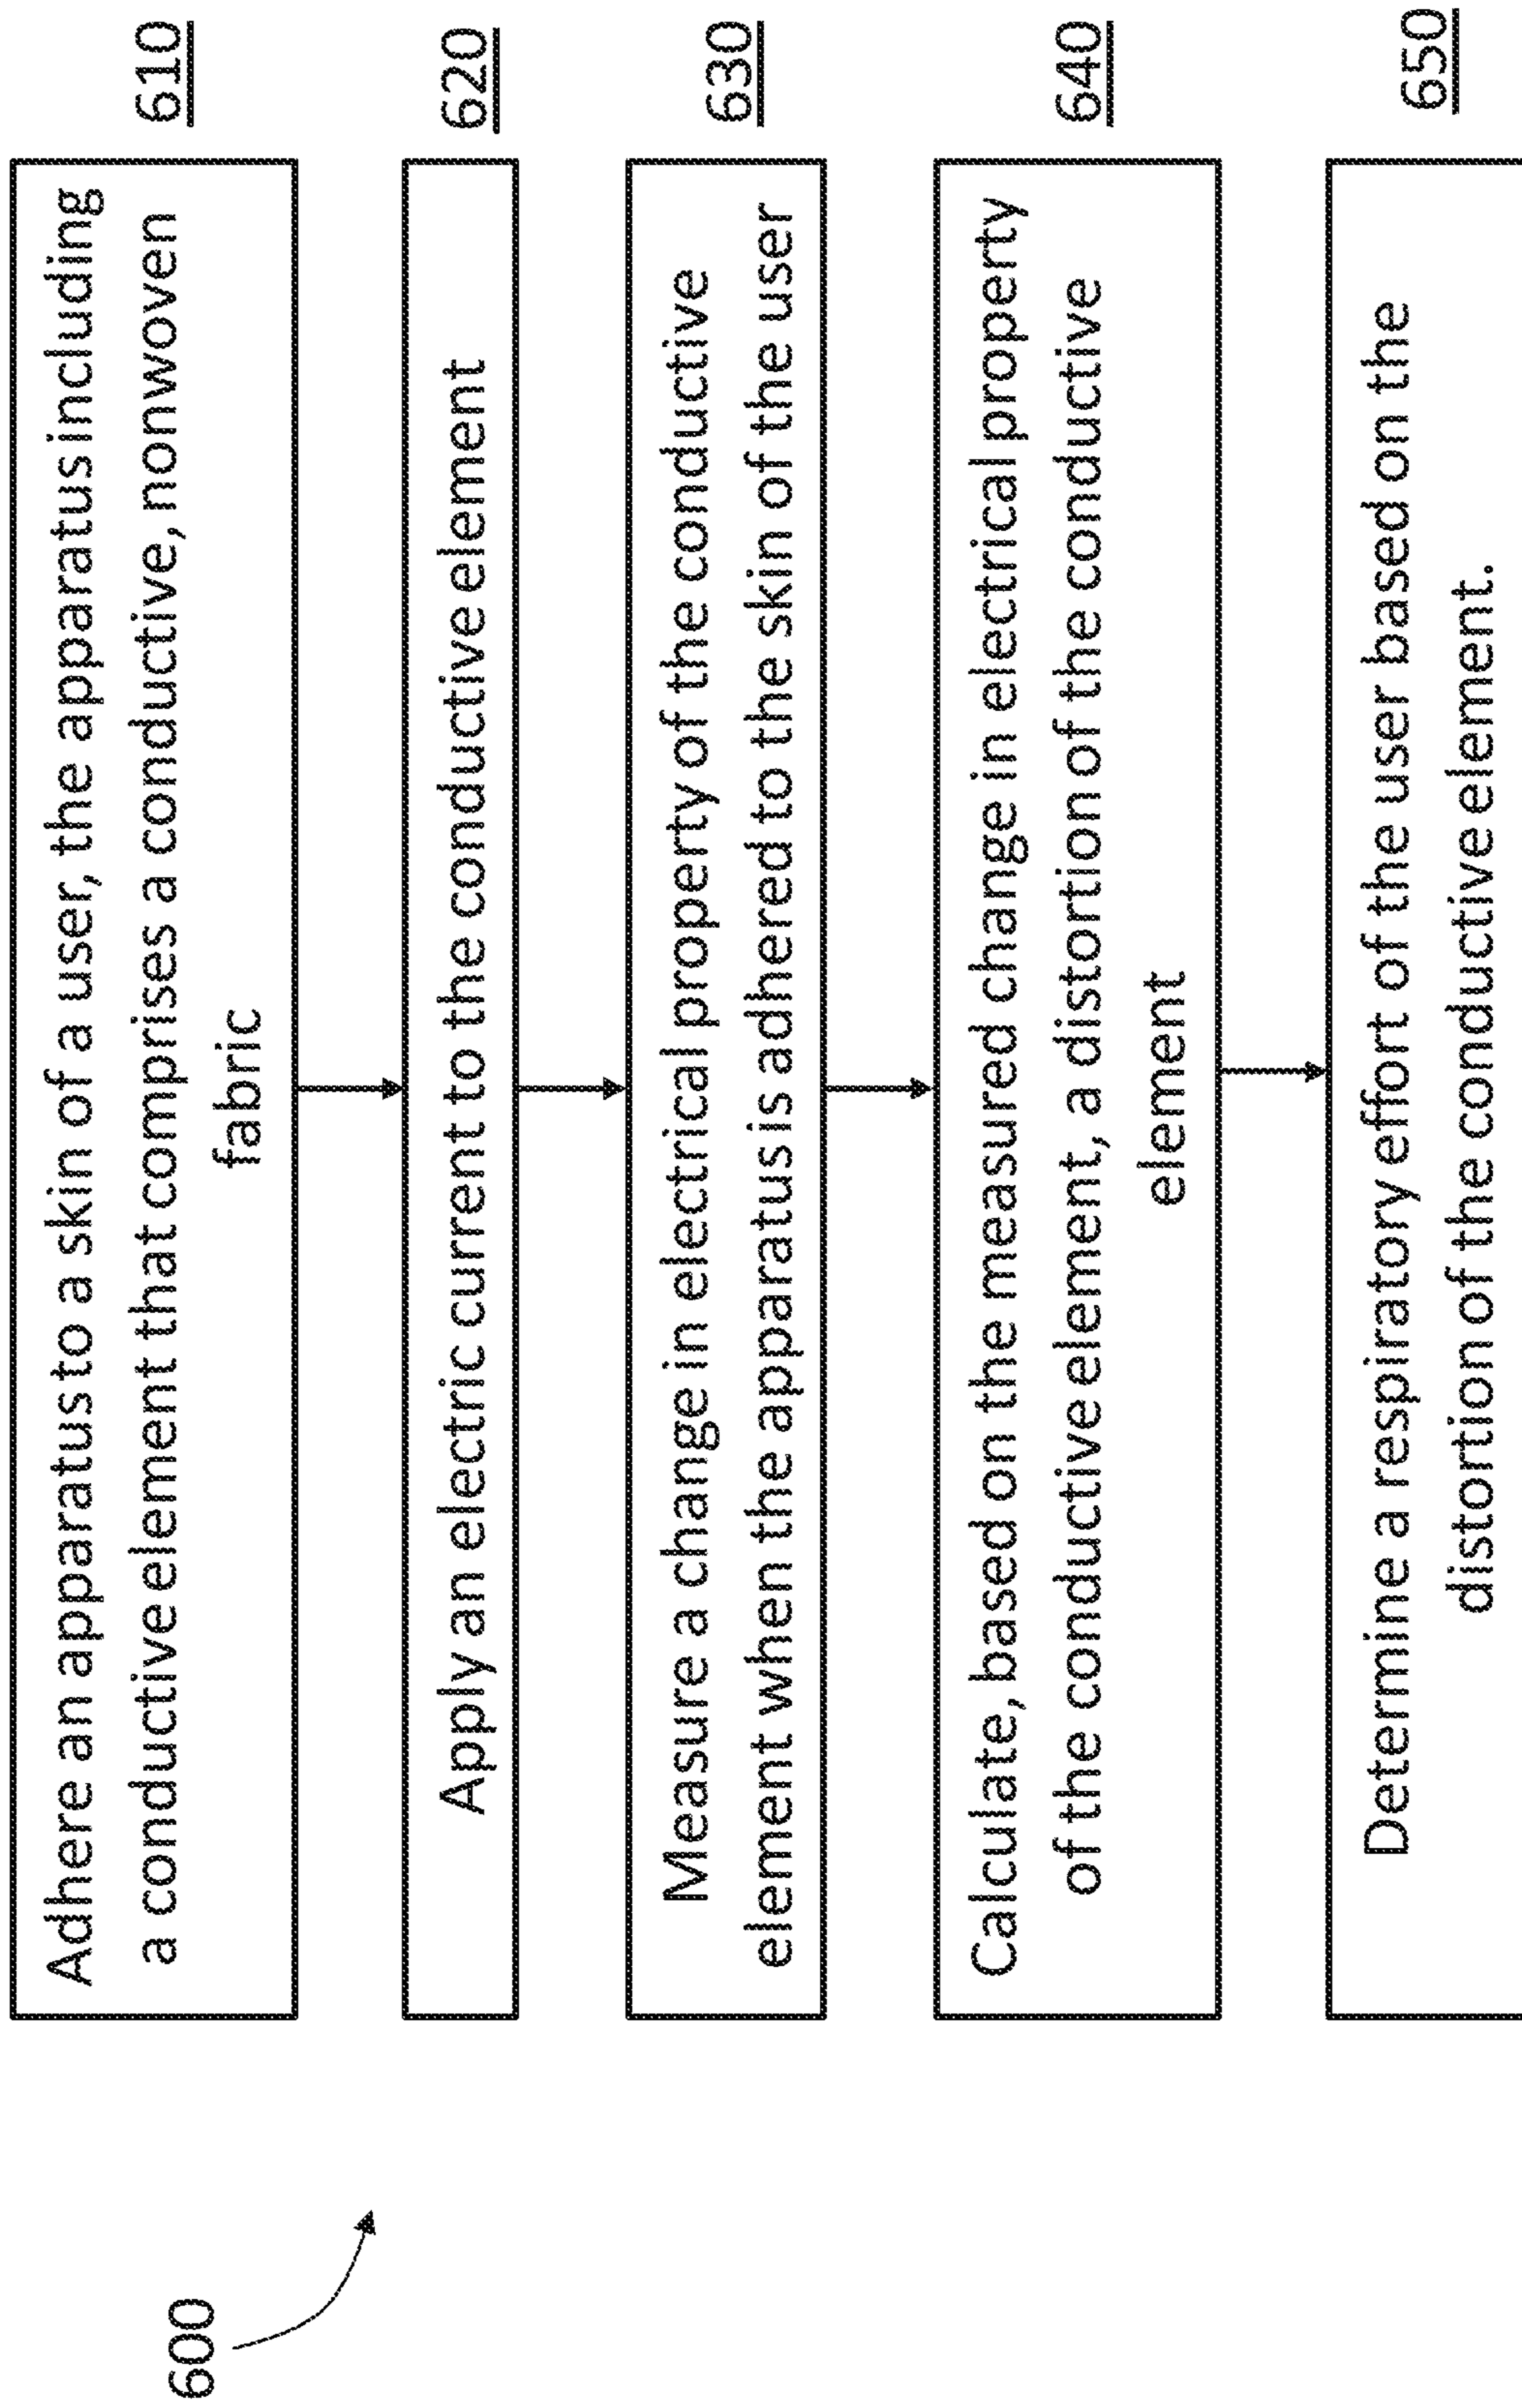 600
Adhere an apparatus to a skin of a user, the apparatus including
a conductive element that comprises a conductive, nonwoven
fabric
610
Apply an electric current to the conductive element
620
Measure a change in electrical property of the conductive
element when the apparatus is adhered to the skin of the user
630
Calculate, based on the measured change in electrical property
of the conductive element, a distortion of the conductive
element
640
Determine a respiratory effort of the user based on the
distortion of the conductive element.
650